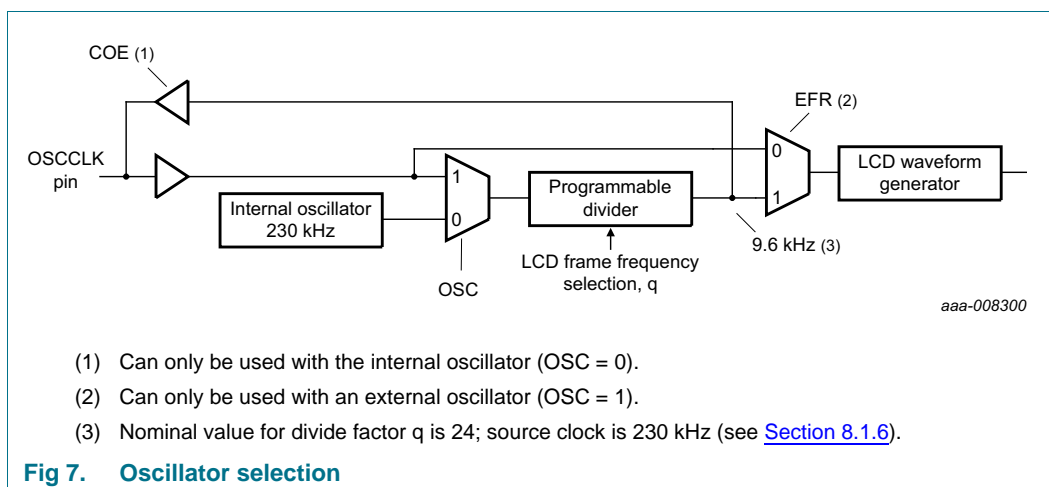 COE (1)
EFR (2)
OSCCLK
pin
0
1
LCD waveform
generator
1
0
Internal oscillator
230 kHz
Programmable
divider
9.6 kHz (3)
LCD frame frequency
selection, q
OSC
aaa-008300
(1) Can only be used with the internal oscillator (OSC = 0).
(2) Can only be used with an external oscillator (OSC = 1).
(3) Nominal value for divide factor q is 24; source clock is 230 kHz (see Section 8.1.6).
Fig 7. Oscillator selection